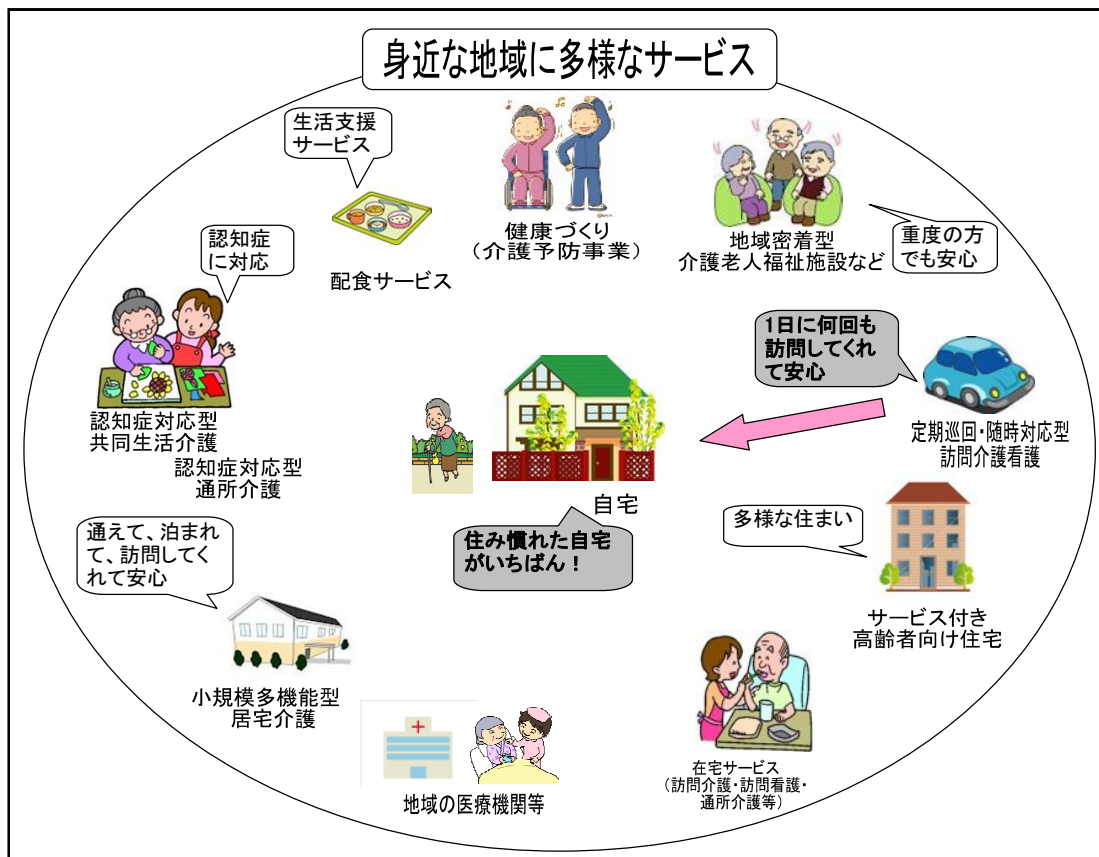 身近な地域に多様なサービス
生活支援
サービス
配食サービス
健康づくり
(介護予防事業)
地域密着型
介護老人福祉施設など
重度の方
でも安心
認知症
に対応
認知症対応型
共同生活介護
認知症対応型
通所介護
1日に何回も
訪問してくれ
て安心
定期巡回・随時対応型
訪問介護看護
自宅
住み慣れた自宅
がいちばん!
多様な住まい
サービス付き
高齢者向け住宅
通えて、泊まれ
て、訪問してく
れて安心
小規模多機能型
居宅介護
地域の医療機関等
在宅サービス
(訪問介護・訪問看護・
通所介護等)